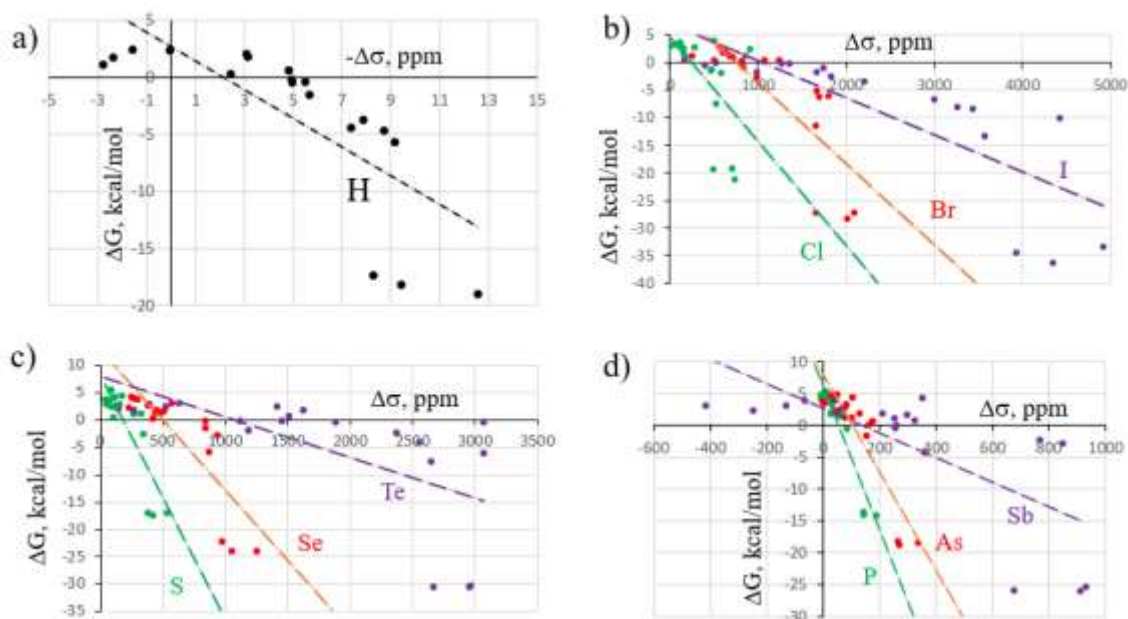 a)
5
-Δσ, ppm
0
-5 -3 -1 1 3 5 7 9 11 13 15
-5
-10
-15
-20
H
ΔG, kcal/mol
b)
5
Δσ, ppm
0
0 1000 2000 3000 4000 5000
-5
-10
-15
-20
-25
-30
-35
-40
I
Br
Cl
ΔG, kcal/mol
c)
10
5
Δσ, ppm
0
0 500 1000 1500 2000 2500 3000 3500
-5
-10
-15
-20
-25
-30
-35
Te
Se
S
ΔG, kcal/mol
d)
10
5
Δσ, ppm
0
-600 -400 -200 0 200 400 600 800 1000
-5
-10
-15
-20
-25
-30
Sb
As
P
ΔG, kcal/mol